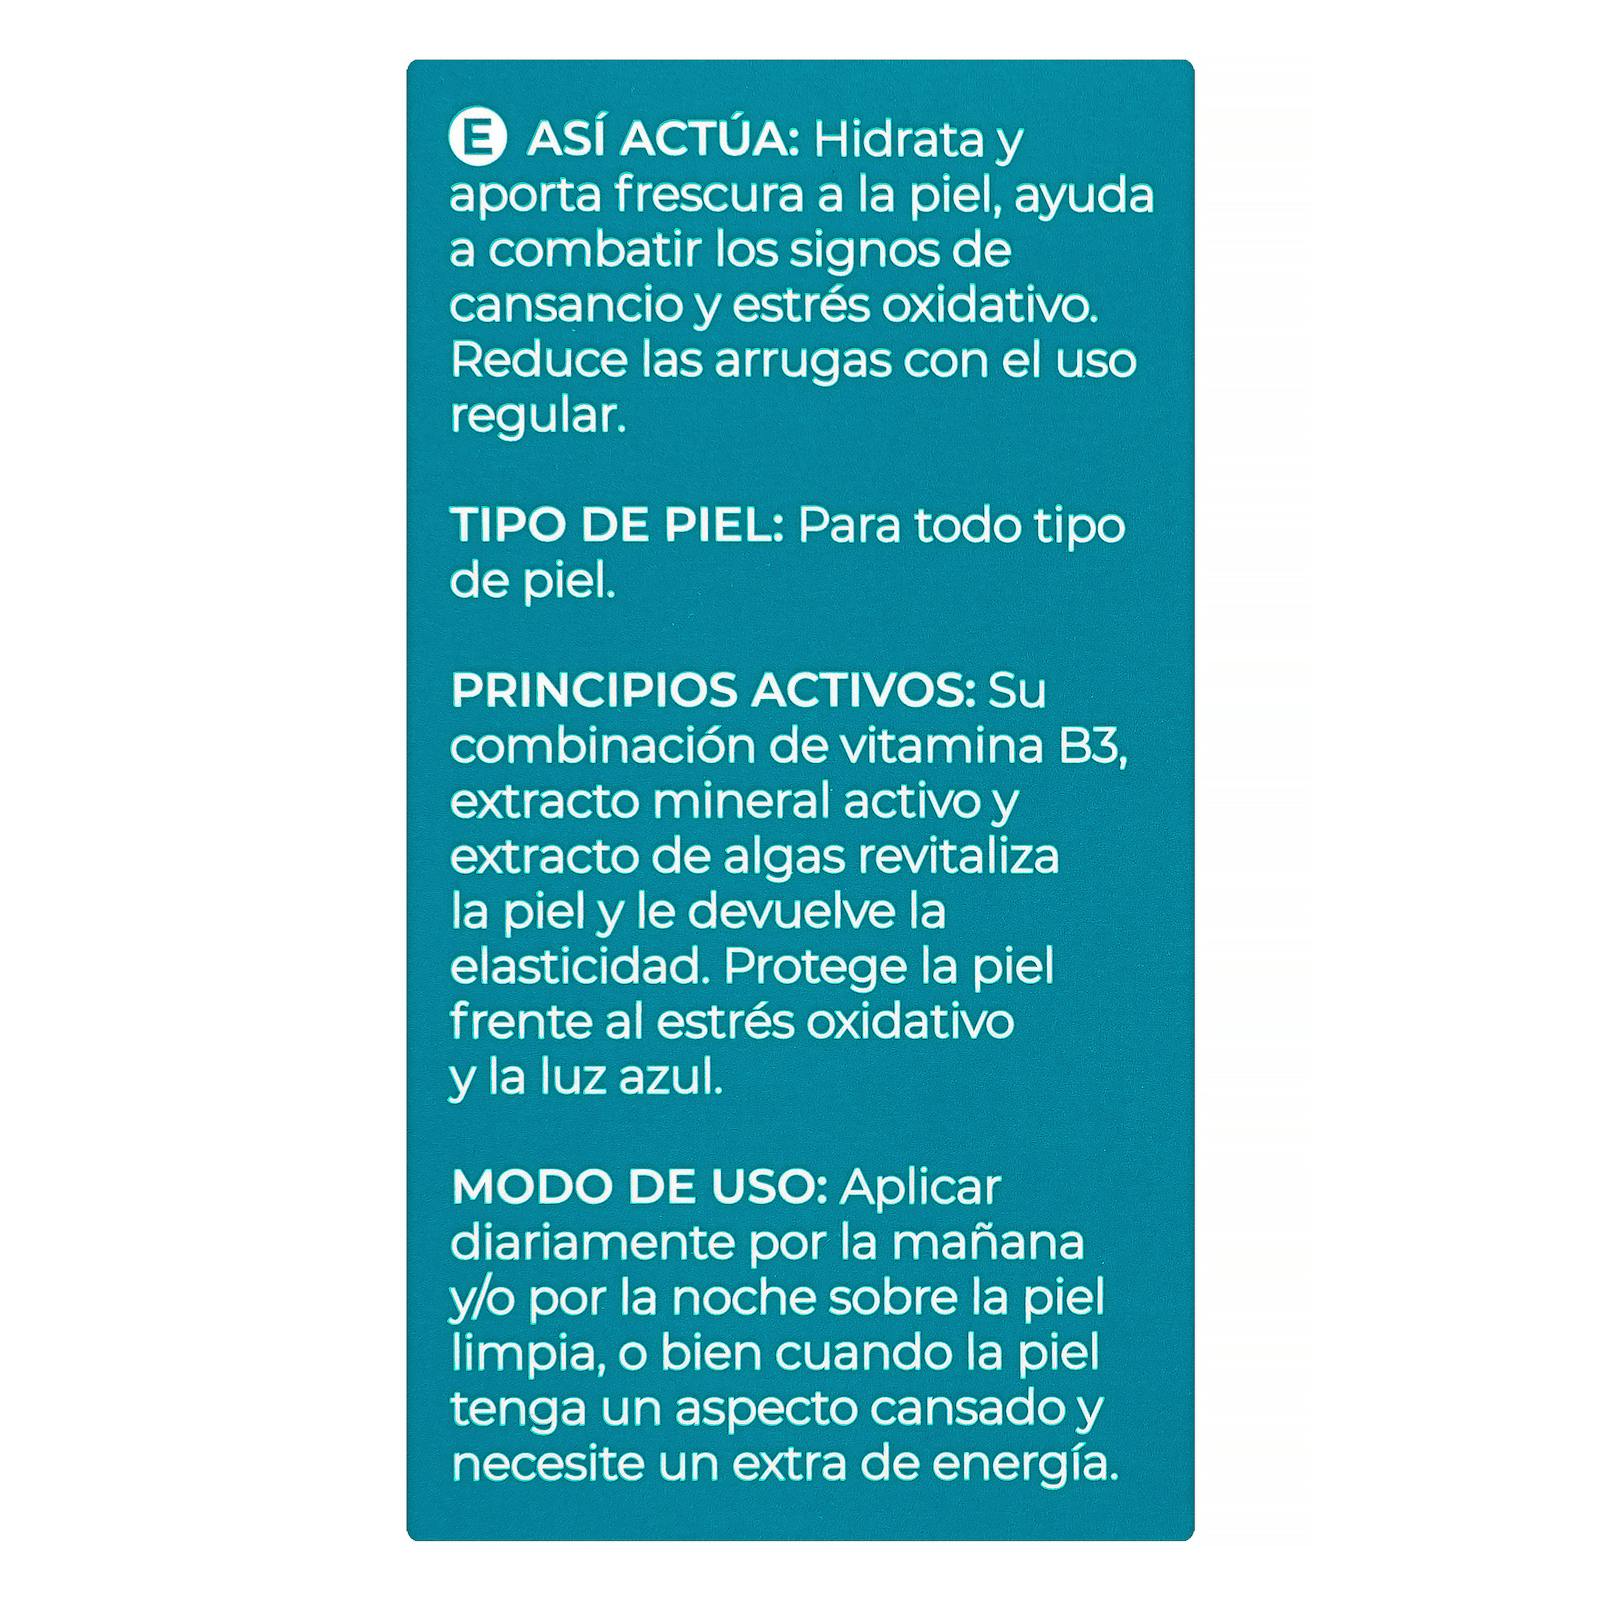 E ASÍ ACTÚA: Hidrata y
aporta frescura a la piel, ayuda
a combatir los signos de
cansancio y estrés oxidativo.
Reduce las arrugas con el uso
regular.
TIPO DE PIEL: Para todo tipo
de piel.
PRINCIPIOS ACTIVOS: Su
combinación de vitamina B3,
extracto mineral activo y
extracto de algas revitaliza
la piel y le devuelve la
elasticidad. Protege la piel
frente al estrés oxidativo
y la luz azul.
MODO DE USO: Aplicar
diariamente por la mañana
y/o por la noche sobre la piel
limpia, o bien cuando la piel
tenga un aspecto cansado y
necesite un extra de energía.